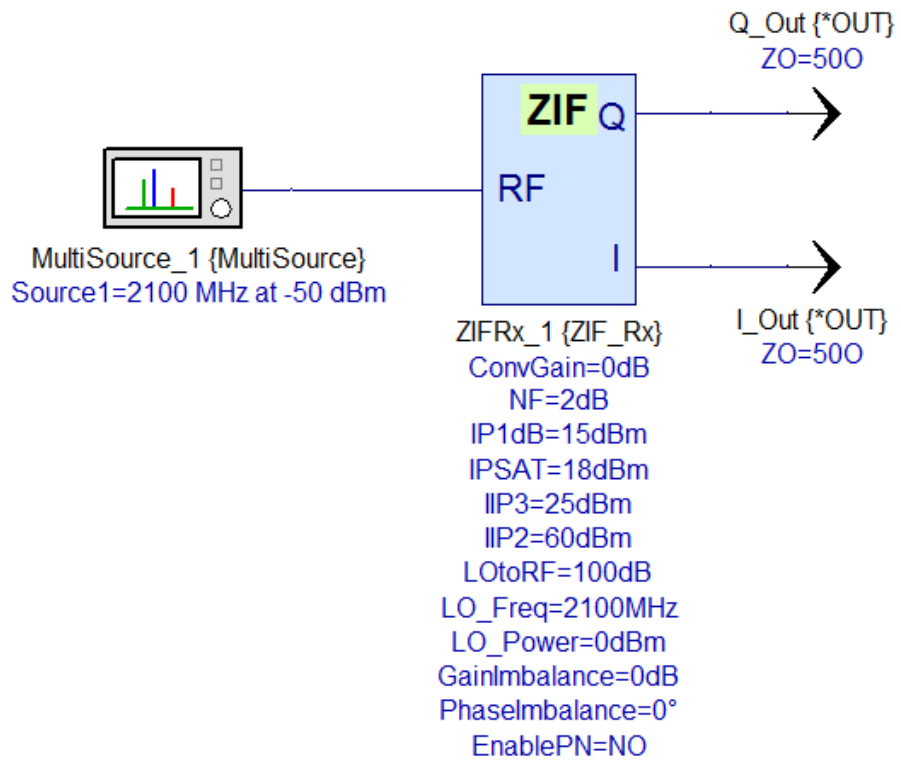 Q_Out {*OUT}
ZO=50O
ZIF Q
RF
I
MultiSource_1 {MultiSource}
Source1=2100 MHz at -50 dBm
I_Out {*OUT}
ZO=50O
ZIFRx_1 {ZIF_Rx}
ConvGain=0dB
NF=2dB
IP1dB=15dBm
IPSAT=18dBm
IIP3=25dBm
IIP2=60dBm
LOtoRF=100dB
LO_Freq=2100MHz
LO_Power=0dBm
GainImbalance=0dB
PhaseImbalance=0°
EnablePN=NO